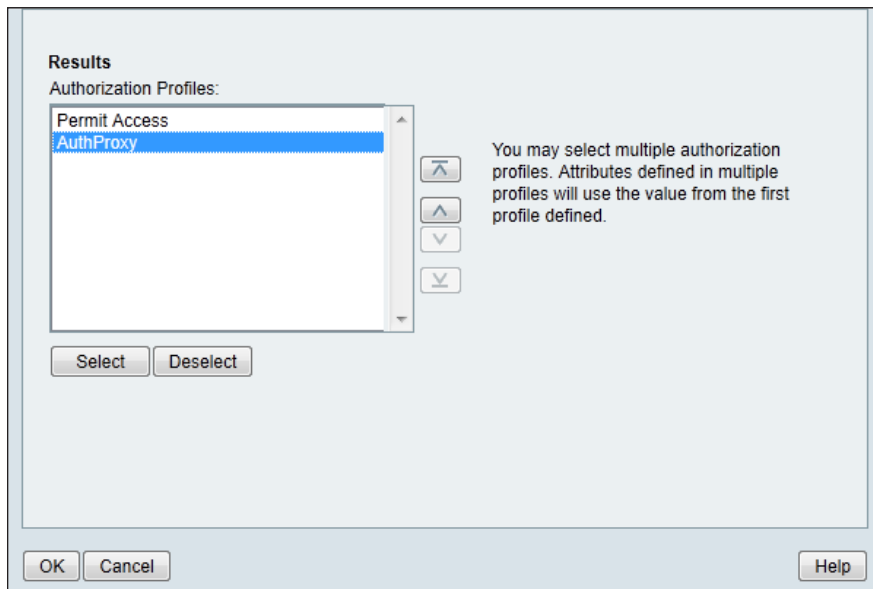 Results
Authorization Profiles:
Permit Access
AuthProxy
You may select multiple authorization
profiles. Attributes defined in multiple
profiles will use the value from the first
profile defined.
Select Deselect
OK Cancel Help